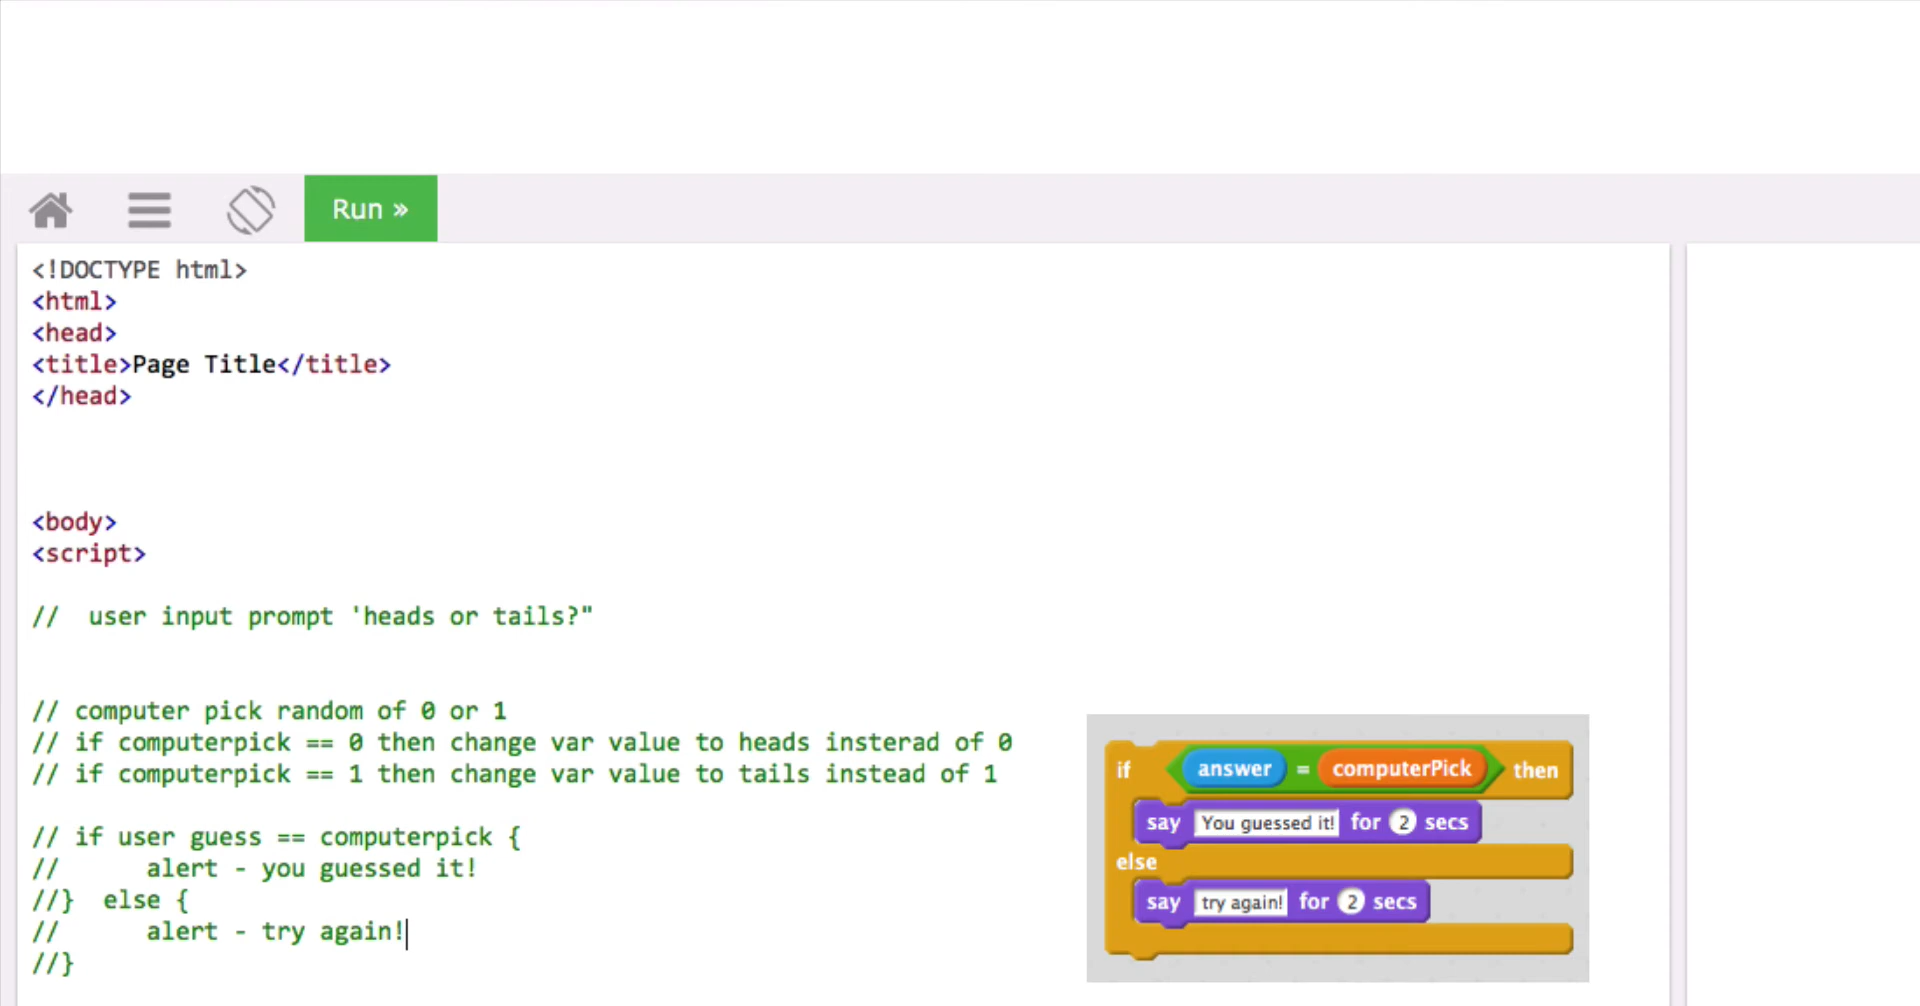 Run »
<!DOCTYPE html>
<html>
<head>
<title>Page Title</title>
</head>
<body>
<script>
//  user input prompt 'heads or tails?"
// computer pick random of 0 or 1
// if computerpick == 0 then change var value to heads insterad of 0
// if computerpick == 1 then change var value to tails instead of 1
// if user guess == computerpick {
//      alert - you guessed it!
//}  else {
//      alert - try again!
//}
if answer = computerPick then
say You guessed it! for 2 secs
else
say try again! for 2 secs